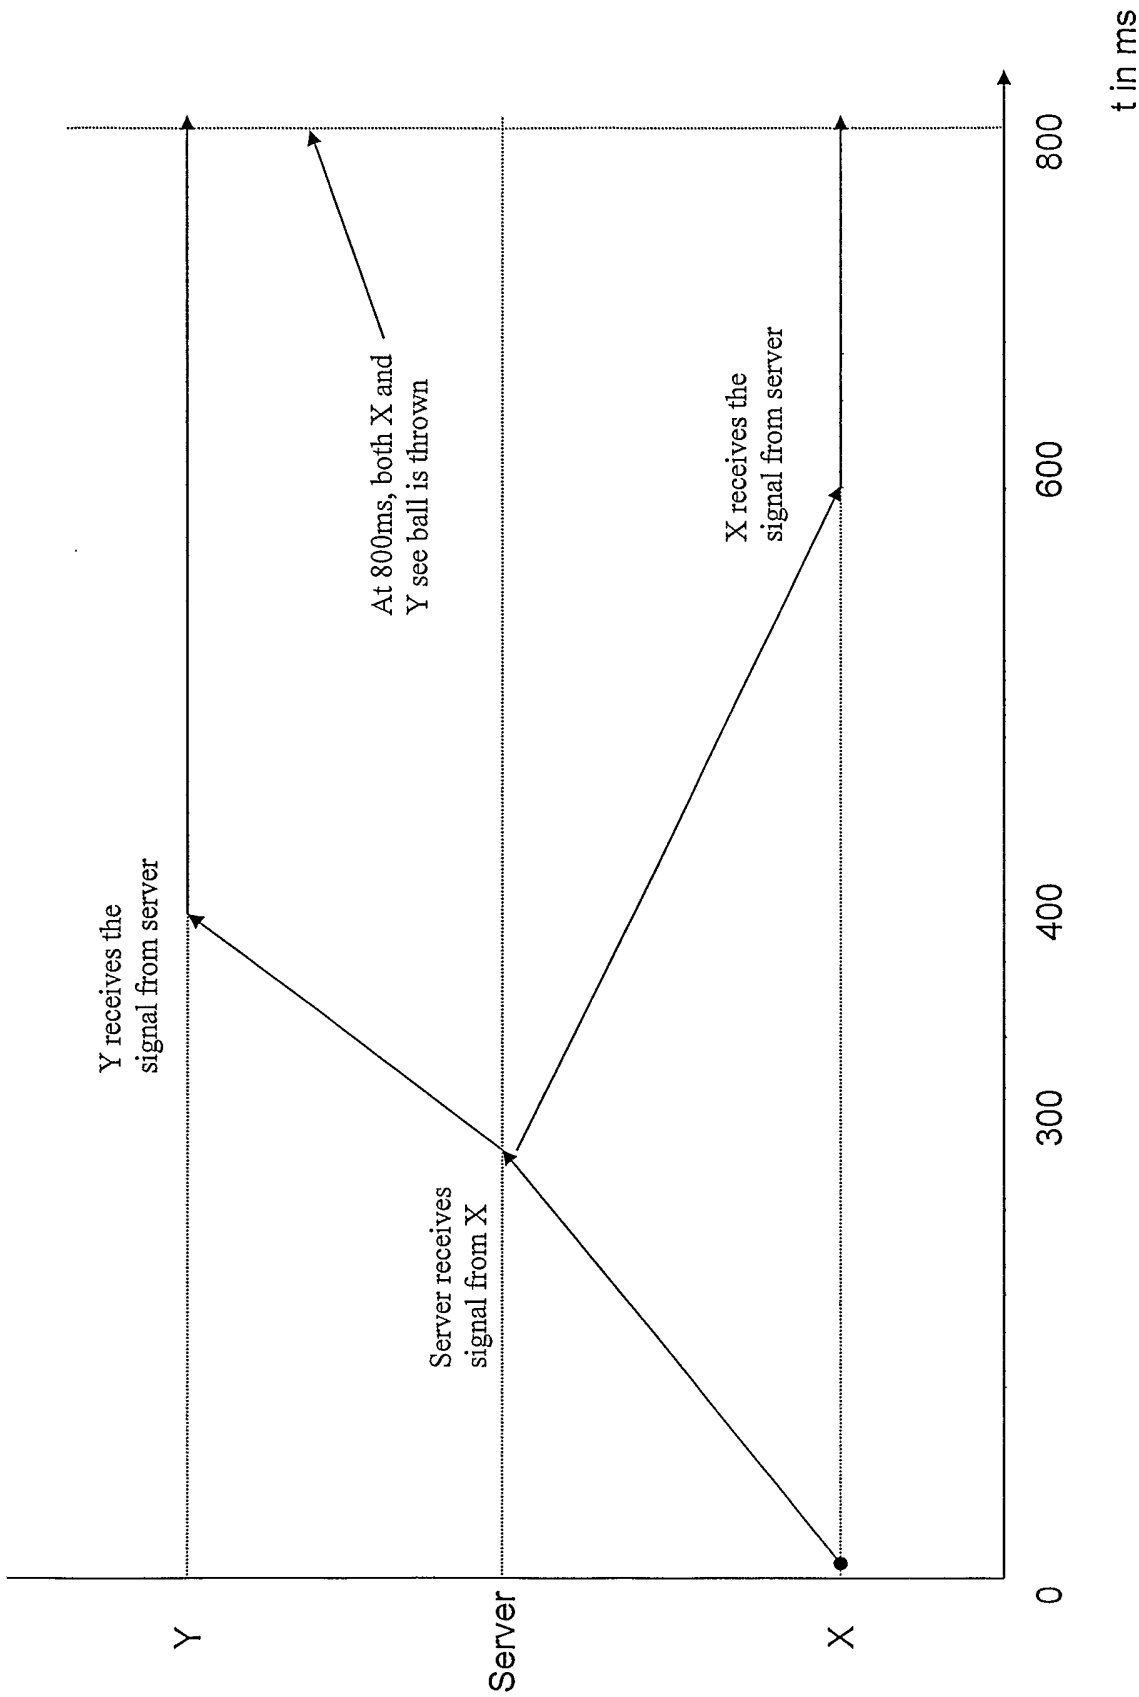 Y receives the
signal from server
Y
At 800ms, both X and
Y see ball is thrown
Server receives
signal from X
Server
X receives the
signal from server
X
0
300
400
600
800
t in ms